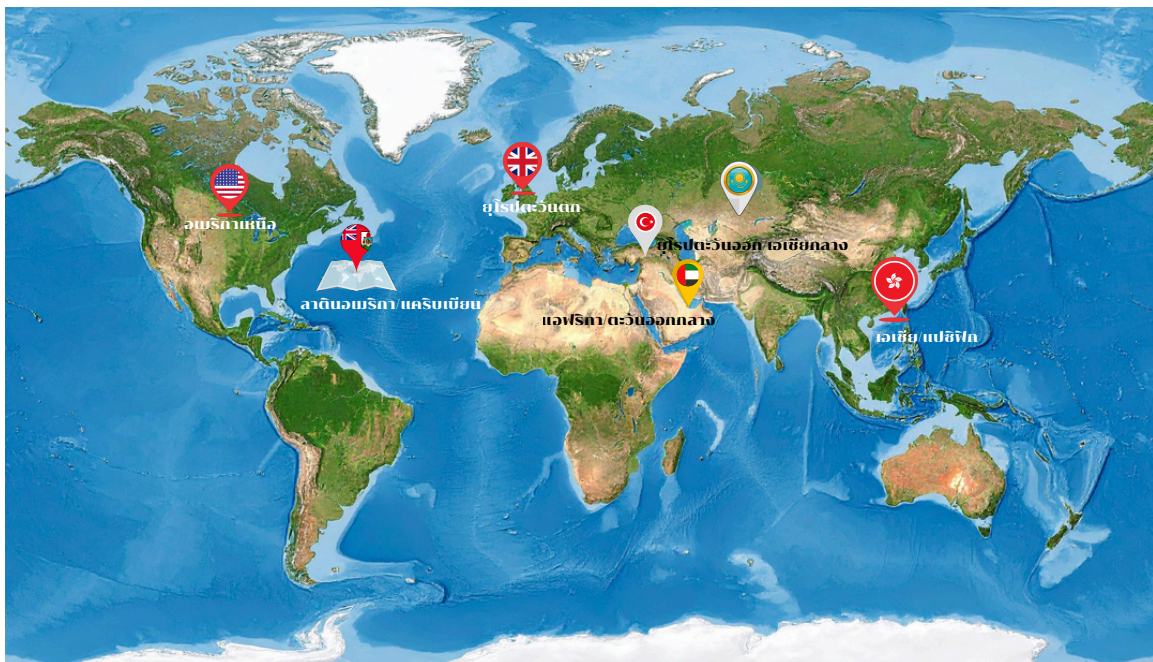 อเมริกาเหนือ
ยุโรปตะวันตก
ยุโรปตะวันออก/เอเชียกลาง
ลาตินอเมริกา/แคริบเบียน
แอฟริกา/ตะวันออกกลาง
เอเชีย/แปซิฟิก